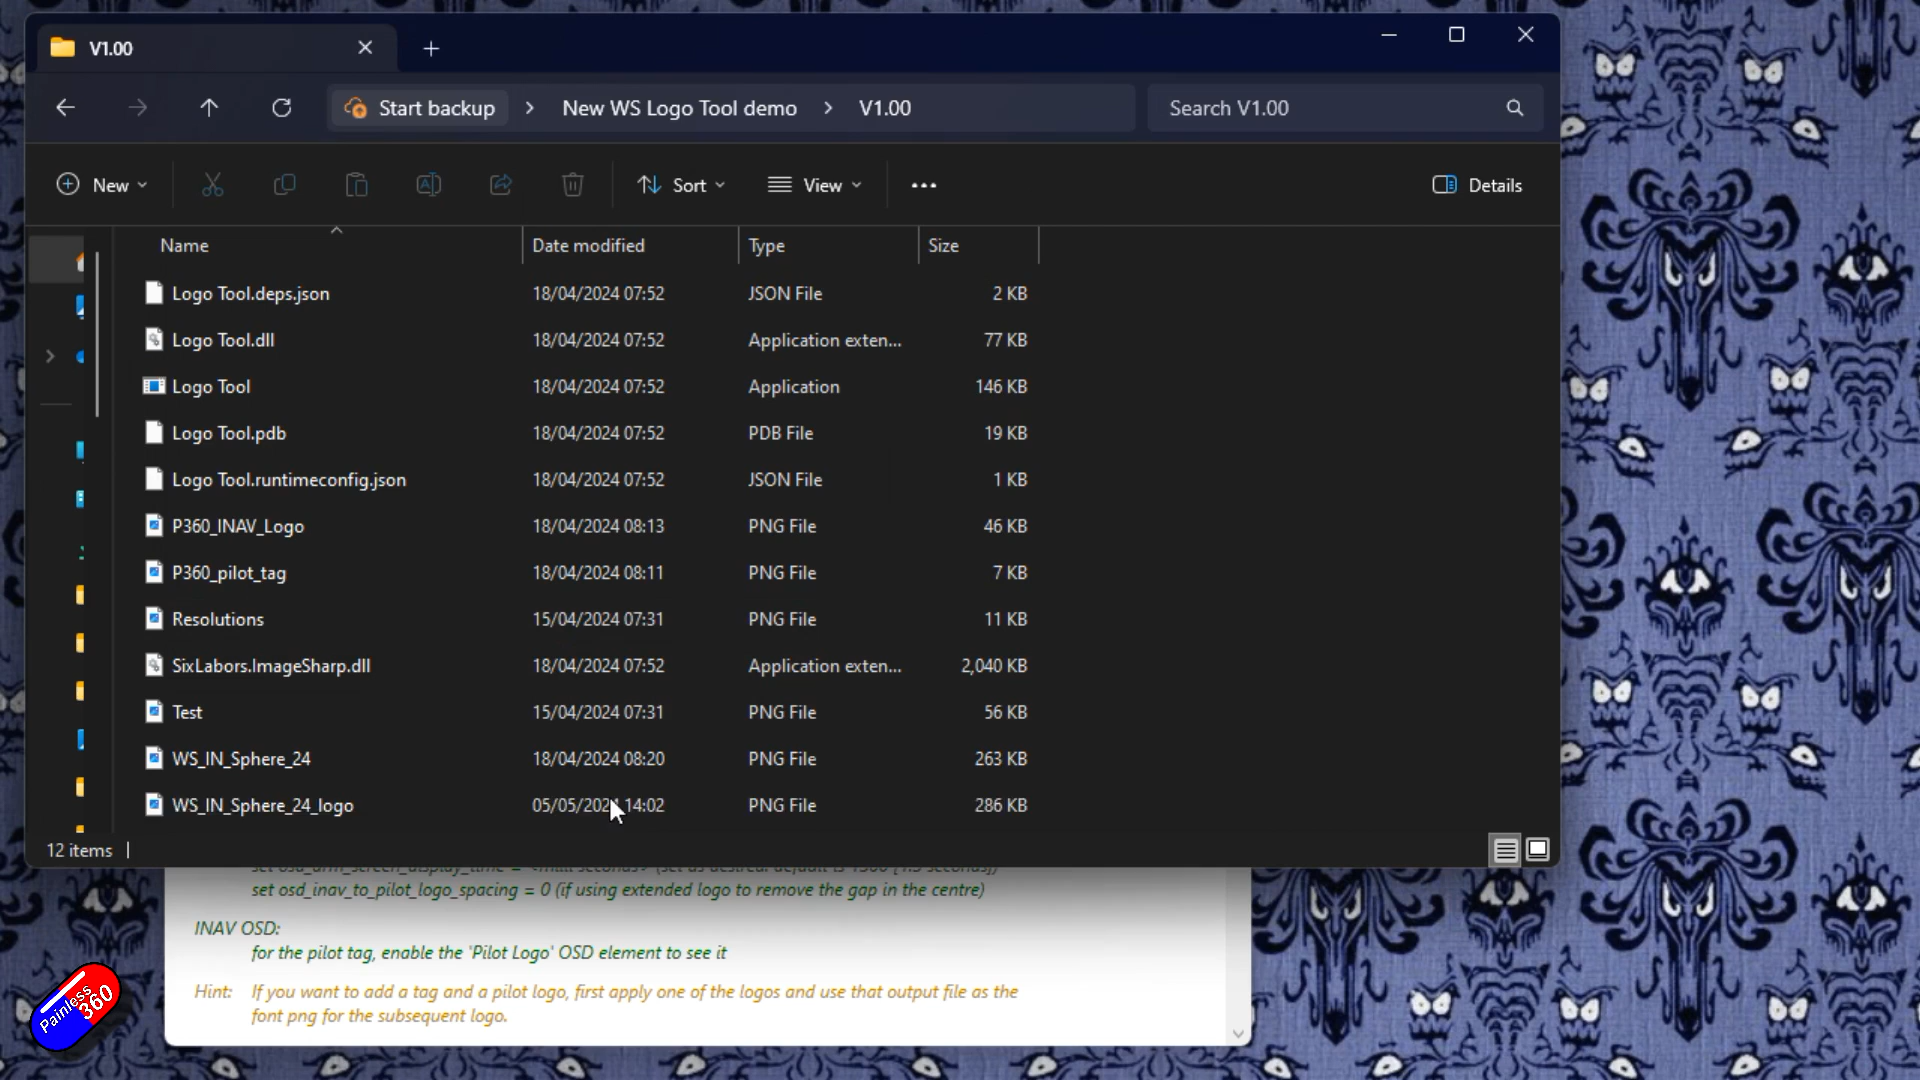 V1.00
Start backup > New WS Logo Tool demo > V1.00
Search V1.00
New
Sort
View
Details
Name Date modified Type Size
Logo Tool.deps.json 18/04/2024 07:52 JSON File 2 KB
Logo Tool.dll 18/04/2024 07:52 Application exten... 77 KB
Logo Tool 18/04/2024 07:52 Application 146 KB
Logo Tool.pdb 18/04/2024 07:52 PDB File 19 KB
Logo Tool.runtimeconfig.json 18/04/2024 07:52 JSON File 1 KB
P360_INAV_Logo 18/04/2024 08:13 PNG File 46 KB
P360_pilot_tag 18/04/2024 08:11 PNG File 7 KB
Resolutions 15/04/2024 07:31 PNG File 11 KB
SixLabors.ImageSharp.dll 18/04/2024 07:52 Application exten... 2,040 KB
Test 15/04/2024 07:31 PNG File 56 KB
WS_IN_Sphere_24 18/04/2024 08:20 PNG File 263 KB
WS_IN_Sphere_24_logo 05/05/2024 14:02 PNG File 286 KB
12 items
set osd_inav_to_pilot_logo_spacing = 0 (if using extended logo to remove the gap in the centre)
INAV OSD:
for the pilot tag, enable the 'Pilot Logo' OSD element to see it
Hint: If you want to add a tag and a pilot logo, first apply one of the logos and use that output file as the
font png for the subsequent logo.
Painless
360